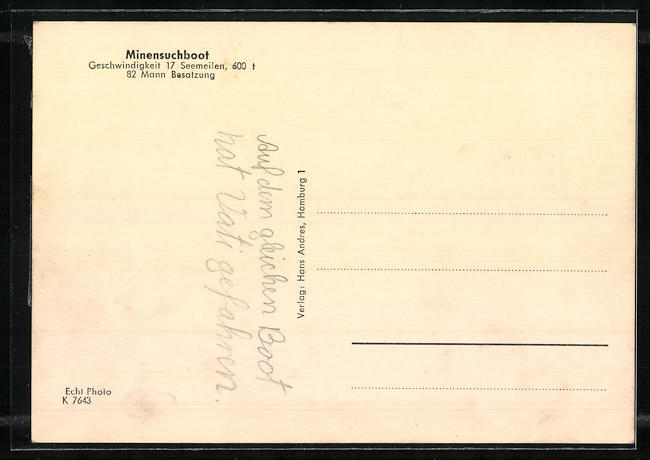 Minensuchboot
Geschwindigkeit 17 Seemeilen, 600 t
82 Mann Besatzung
Auf dem gleichen Boot
hat Vati gefahren.
Verlag: Hans Andres, Hamburg 1
Echt Photo
K 7643